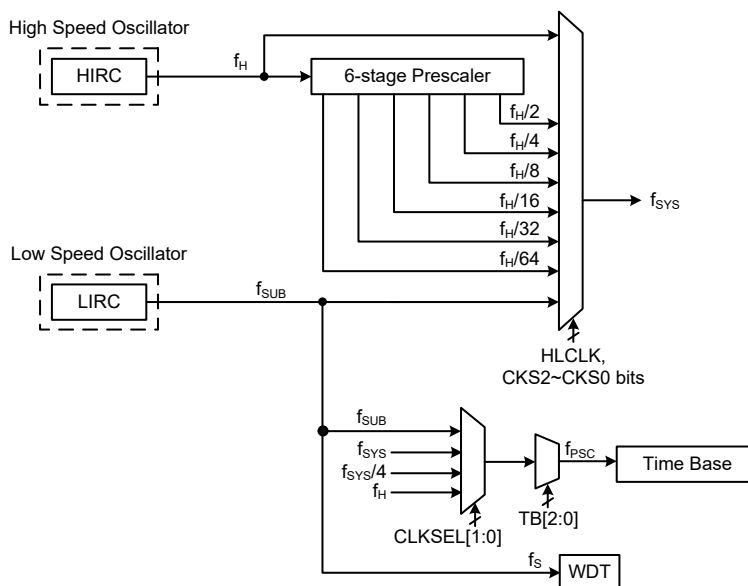 High Speed Oscillator
HIRC
fH
6-stage Prescaler
fH/2
fH/4
fH/8
fH/16
fH/32
fH/64
fSYS
Low Speed Oscillator
LIRC
fSUB
HLCLK,
CKS2~CKS0 bits
fSUB
fSYS
fSYS/4
fH
CLKSEL[1:0]
TB[2:0]
fPSC
Time Base
fS
WDT